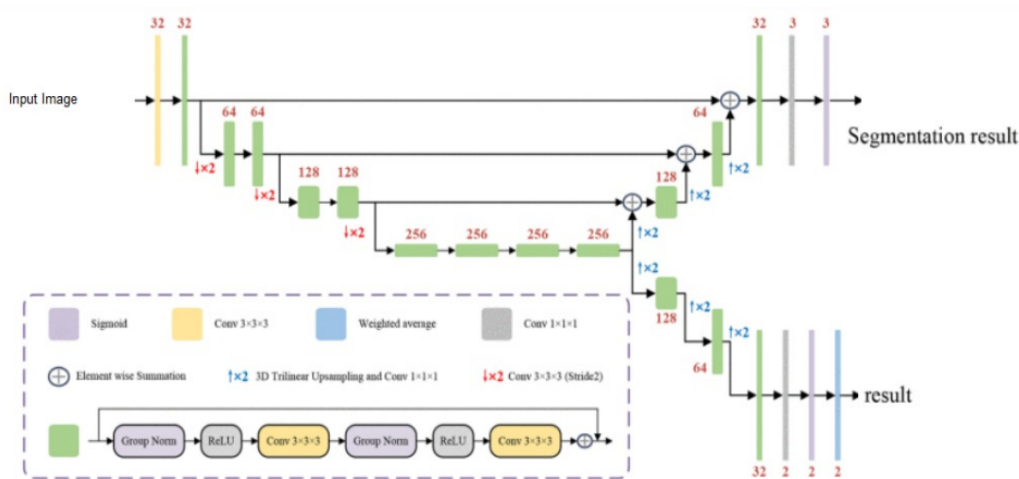 32 32
32 3 3
Input Image
64 64
64
Segmentation result
↓×2
↑×2
128 128
128
↓×2
↑×2
↓×2
256 256 256 256
↑×2
↑×2
128
↑×2
↑×2
64
result
32 2 2 2
Sigmoid
Conv 3×3×3
Weighted average
Conv 1×1×1
Element wise Summation
↑×2 3D Trilinear Upsampling and Conv 1×1×1
↓×2 Conv 3×3×3 (Stride2)
Group Norm
ReLU
Conv 3×3×3
Group Norm
ReLU
Conv 3×3×3